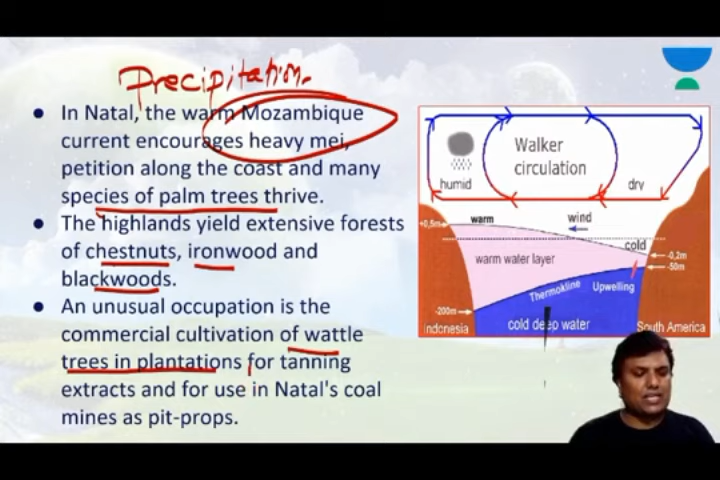 Precipitation.
• In Natal, the warm Mozambique
current encourages heavy mei,
petition along the coast and many
species of palm trees thrive.
• The highlands yield extensive forests
of chestnuts, ironwood and
blackwoods.
• An unusual occupation is the
commercial cultivation of wattle
trees in plantations for tanning
extracts and for use in Natal's coal
mines as pit-props.
Walker
circulation
humid
dry
+0,5m
warm
wind
cold
-0,2m
-50m
warm water layer
Thermokline
Upwelling
-200m
Indonesia
cold deep water
South America